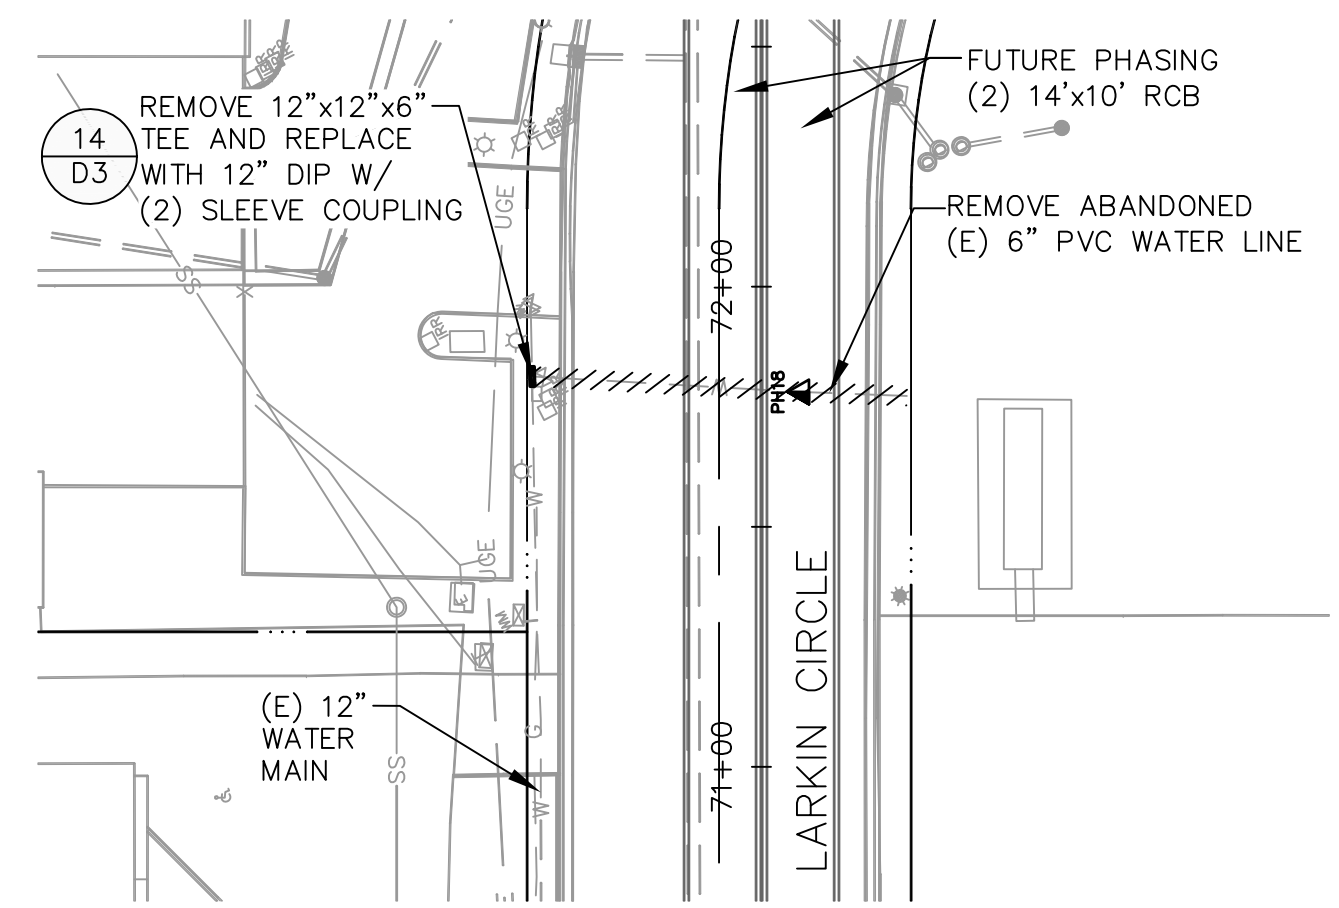 FUTURE PHASING
(2) 14'x10' RCB
14
D3
REMOVE 12"x12"x6"
TEE AND REPLACE
WITH 12" DIP W/
(2) SLEEVE COUPLING
REMOVE ABANDONED
(E) 6" PVC WATER LINE
UGE
SS
IRR
72+00
PH18
W
UGE
WM
LARKIN CIRCLE
(E) 12"
WATER
MAIN
SS
G
W
71+00